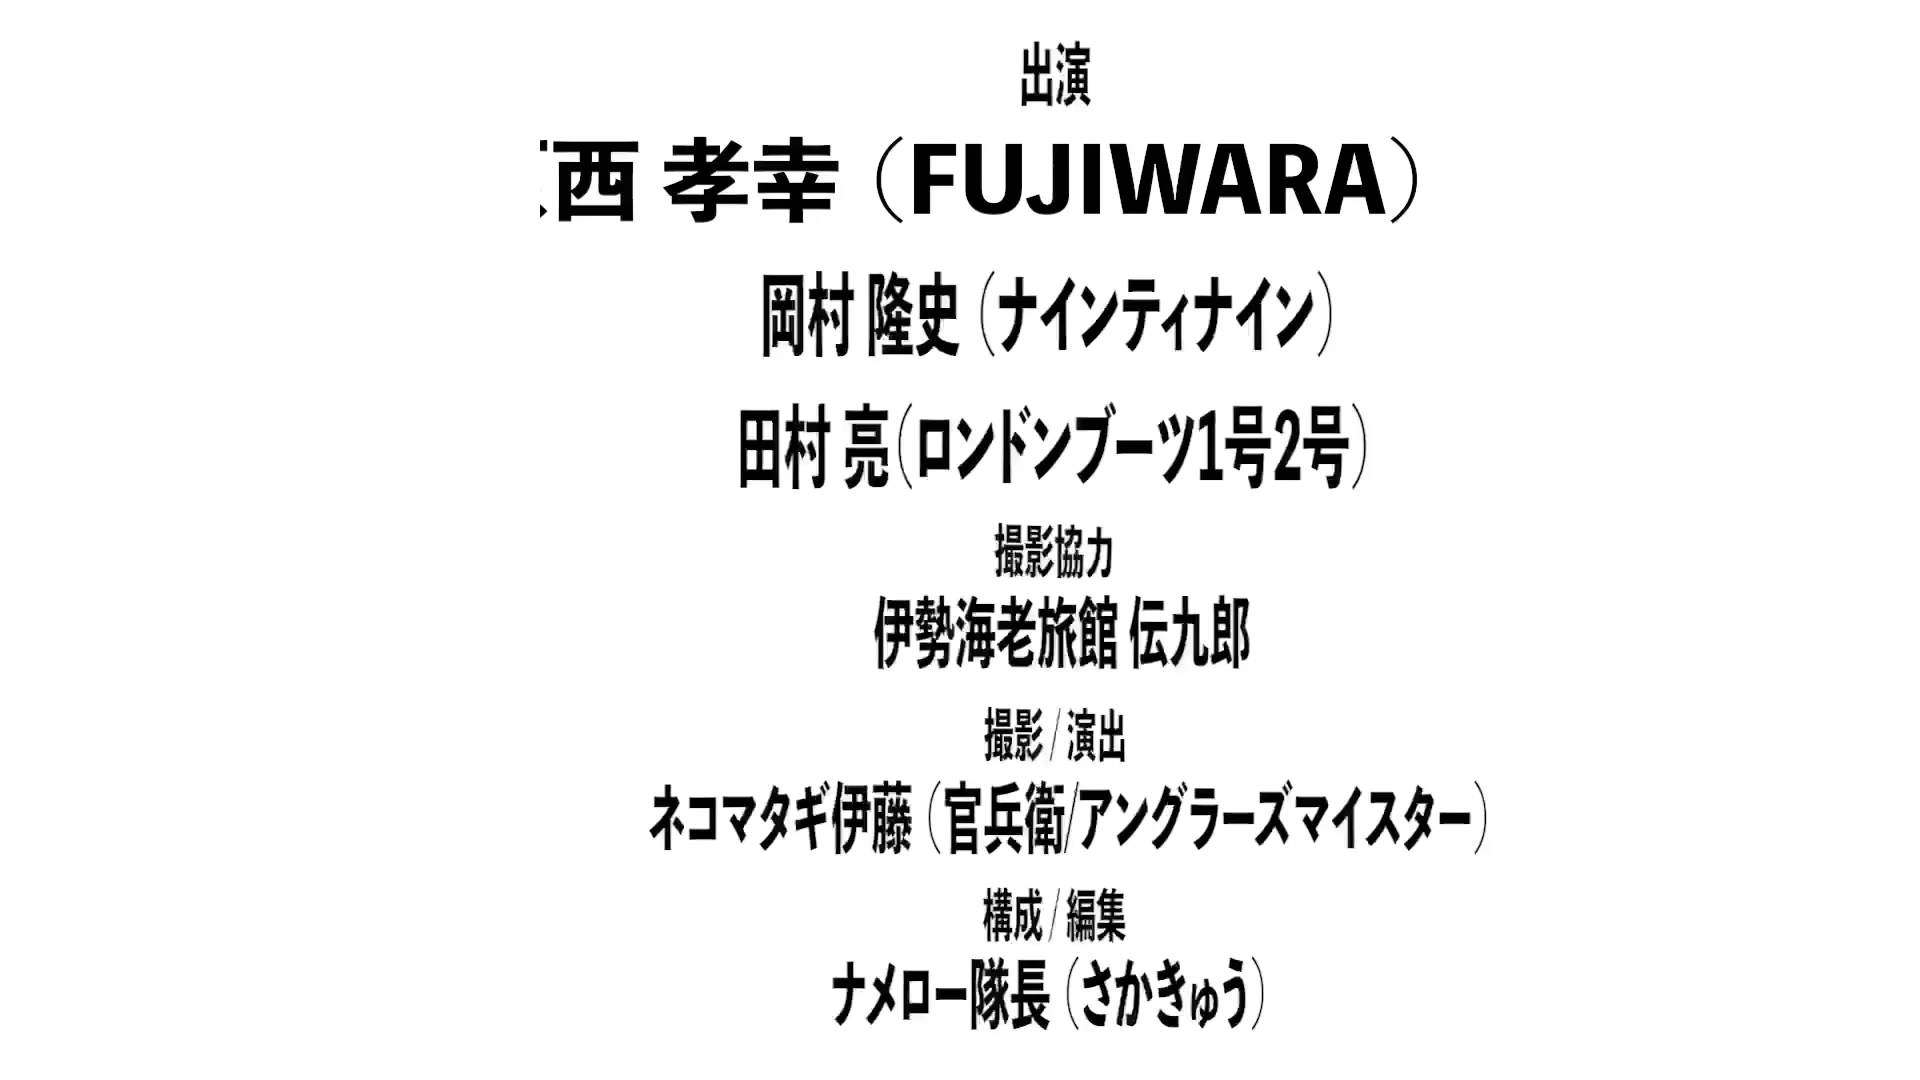 出演
西 孝幸（FUJIWARA）
岡村 隆史（ナインティナイン）
田村 亮（ロンドンブーツ1号2号）
撮影協力
伊勢海老旅館 伝九郎
撮影 / 演出
ネコマタギ伊藤（官兵衛/アングラーズマイスター）
構成 / 編集
ナメロー隊長（さかきゅう）